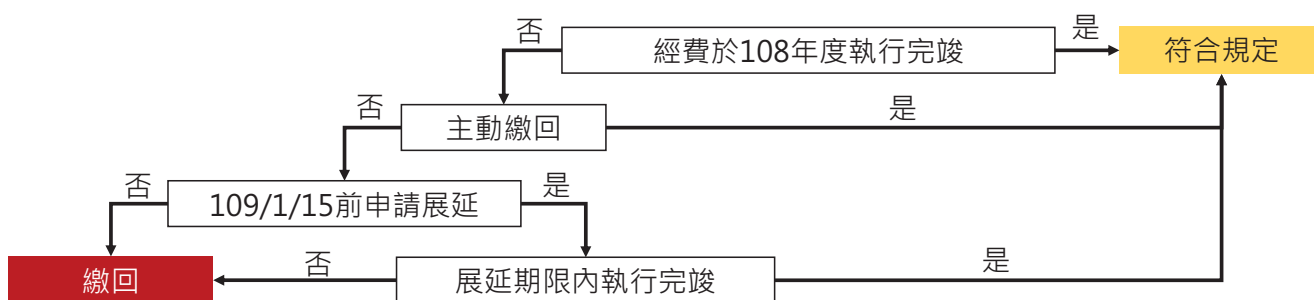 否
經費於108年度執行完竣
是
符合規定
否
主動繳回
是
否
109/1/15前申請展延
是
繳回
否
展延期限內執行完竣
是